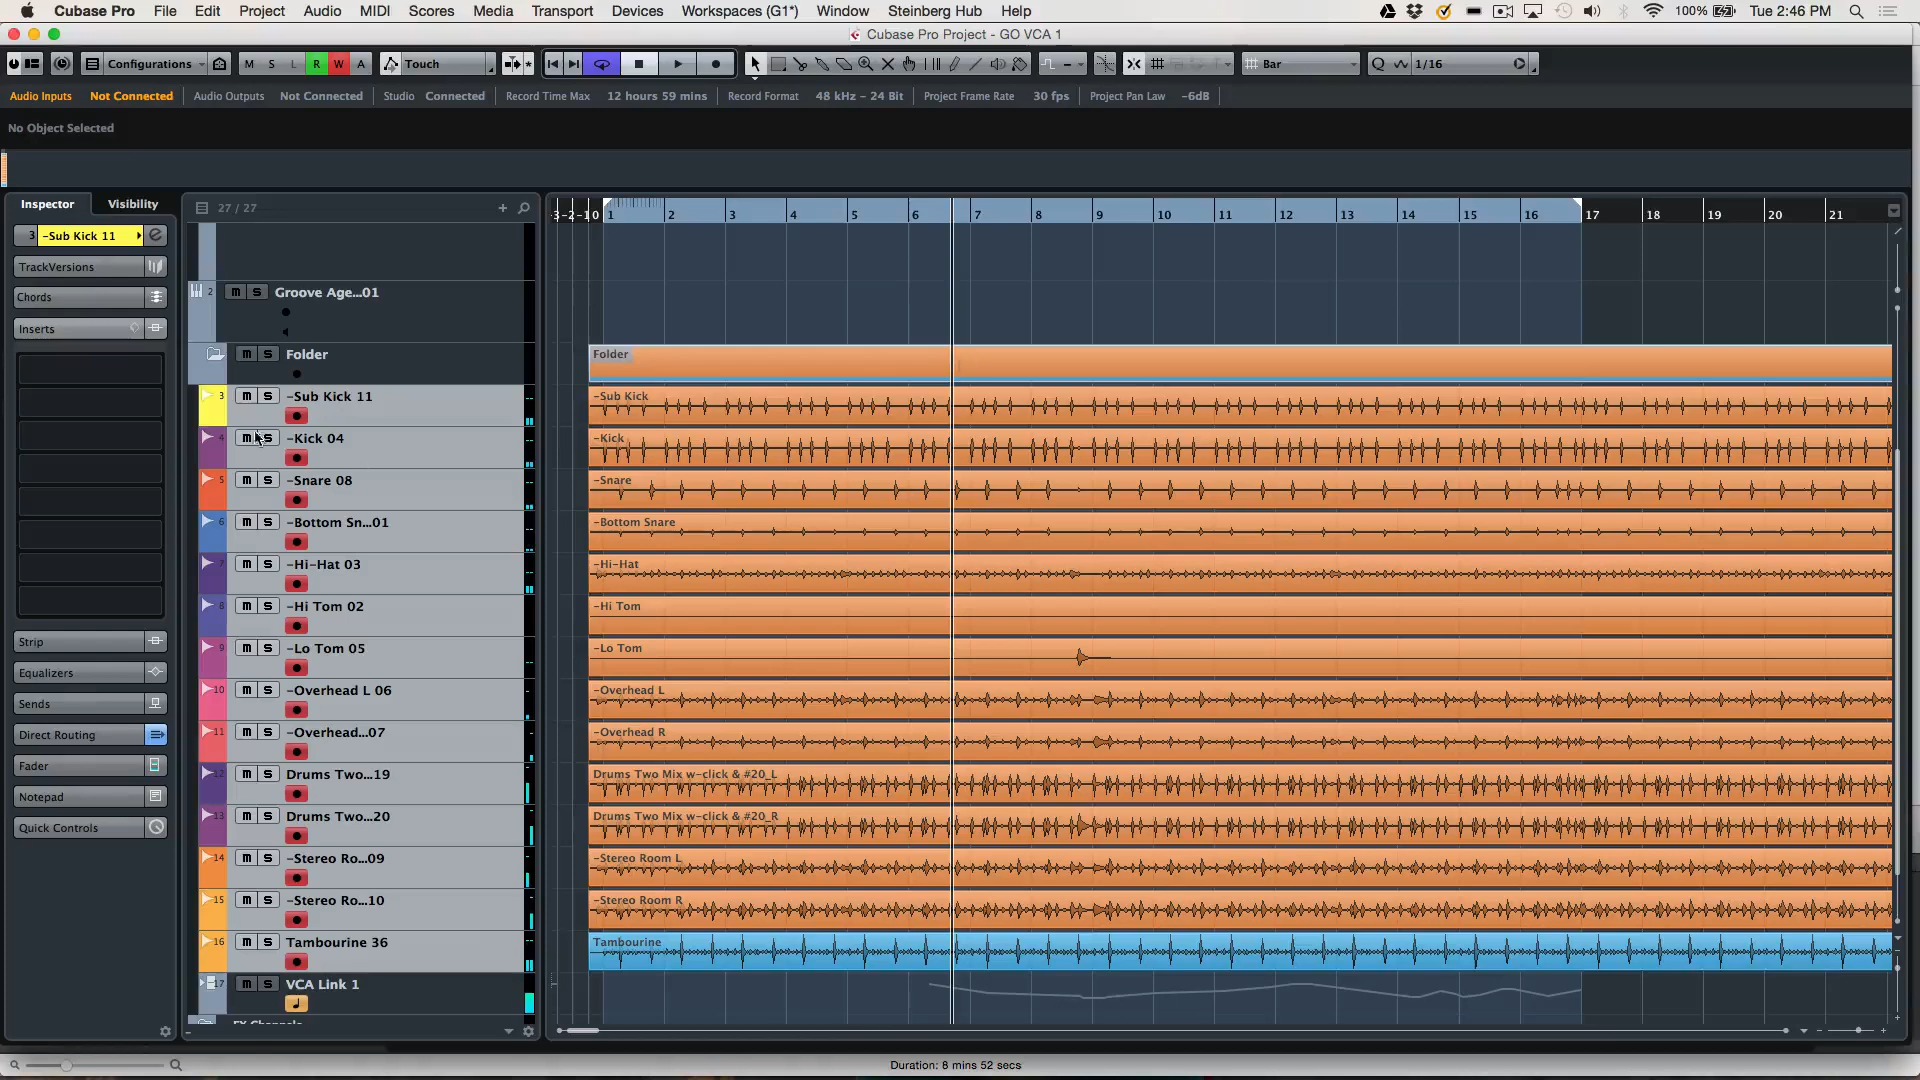 Cubase Pro File Edit Project Audio MIDI Scores Media Transport Devices Workspaces (G1*) Window Steinberg Hub Help 100% Tue 2:46 PM
Cubase Pro Project - GO VCA 1
Configurations M S L R W A Touch Bar Q 1/16
Audio Inputs Not Connected Audio Outputs Not Connected Studio Connected Record Time Max 12 hours 59 mins Record Format 48 kHz - 24 Bit Project Frame Rate 30 fps Project Pan Law -6dB
No Object Selected
Inspector Visibility 27 / 27
-3 -2 -1 0 1 2 3 4 5 6 7 8 9 10 11 12 13 14 15 16 17 18 19 20 21
3 -Sub Kick 11
TrackVersions
Chords
Inserts
Strip
Equalizers
Sends
Direct Routing
Fader
Notepad
Quick Controls
2 m s Groove Age...01
m s Folder
3 m s -Sub Kick 11
4 m s -Kick 04
5 m s -Snare 08
6 m s -Bottom Sn...01
7 m s -Hi-Hat 03
8 m s -Hi Tom 02
9 m s -Lo Tom 05
10 m s -Overhead L 06
11 m s -Overhead...07
12 m s Drums Two...19
13 m s Drums Two...20
14 m s -Stereo Ro...09
15 m s -Stereo Ro...10
16 m s Tambourine 36
17 m s VCA Link 1
FX Channels
Folder
-Sub Kick
-Kick
-Snare
-Bottom Snare
-Hi-Hat
-Hi Tom
-Lo Tom
-Overhead L
-Overhead R
Drums Two Mix w-click & #20_L
Drums Two Mix w-click & #20_R
-Stereo Room L
-Stereo Room R
Tambourine
Duration: 8 mins 52 secs